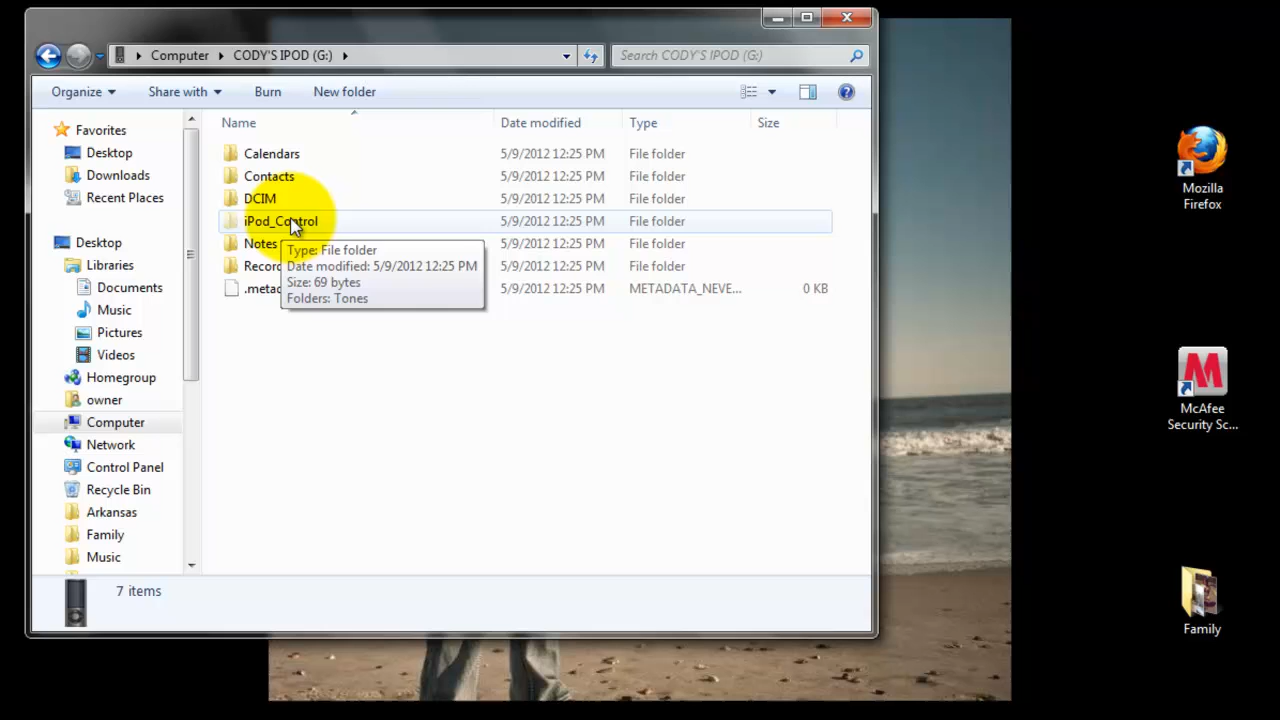 Computer CODY'S IPOD (G:) Search CODY'S IPOD (G:)
Organize Share with Burn New folder
Name Date modified Type Size
Favorites
Desktop
Downloads
Recent Places
Desktop
Libraries
Documents
Music
Pictures
Videos
Homegroup
owner
Computer
Network
Control Panel
Recycle Bin
Arkansas
Family
Music
Calendars 5/9/2012 12:25 PM File folder
Contacts 5/9/2012 12:25 PM File folder
DCIM 5/9/2012 12:25 PM File folder
iPod_Control 5/9/2012 12:25 PM File folder
Notes 5/9/2012 12:25 PM File folder
Recor 5/9/2012 12:25 PM File folder
.metad 5/9/2012 12:25 PM METADATA_NEVE... 0 KB
Type: File folder
Date modified: 5/9/2012 12:25 PM
Size: 69 bytes
Folders: Tones
7 items
Mozilla
Firefox
McAfee
Security Sc...
Family